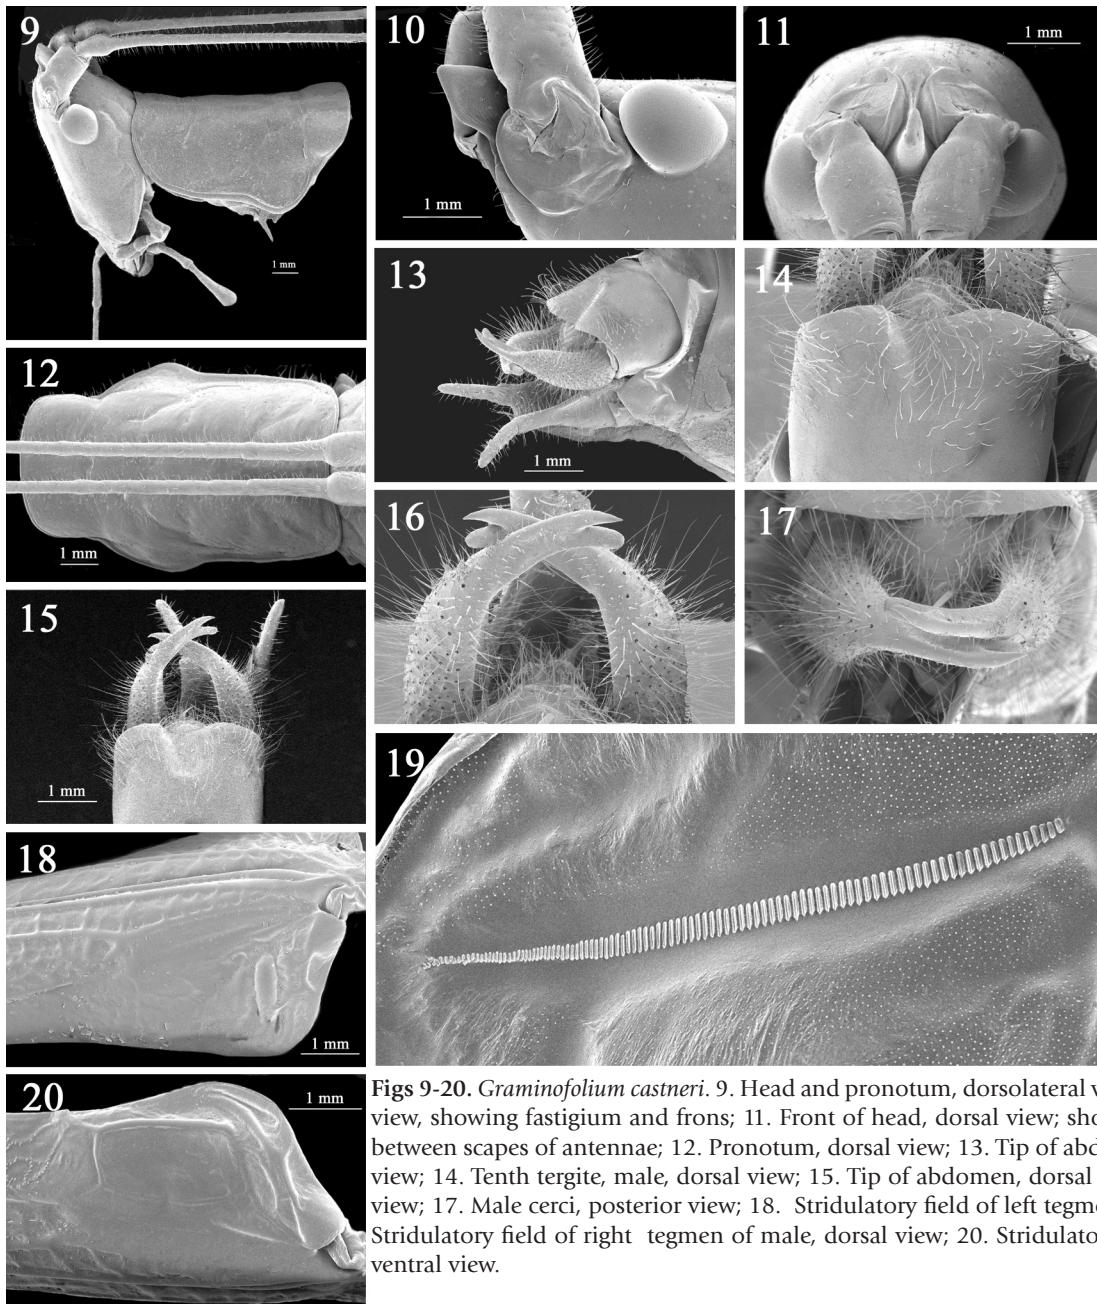 9
1 mm
10
1 mm
11
1 mm
12
1 mm
13
1 mm
14
15
1 mm
16
17
18
1 mm
19
20
1 mm
Figs 9-20. Graminofolium castneri. 9. Head and pronotum, dorsolateral v
view, showing fastigium and frons; 11. Front of head, dorsal view; sho
between scapes of antennae; 12. Pronotum, dorsal view; 13. Tip of abd
view; 14. Tenth tergite, male, dorsal view; 15. Tip of abdomen, dorsal
view; 17. Male cerci, posterior view; 18. Stridulatory field of left tegm
Stridulatory field of right tegmen of male, dorsal view; 20. Stridulato
ventral view.